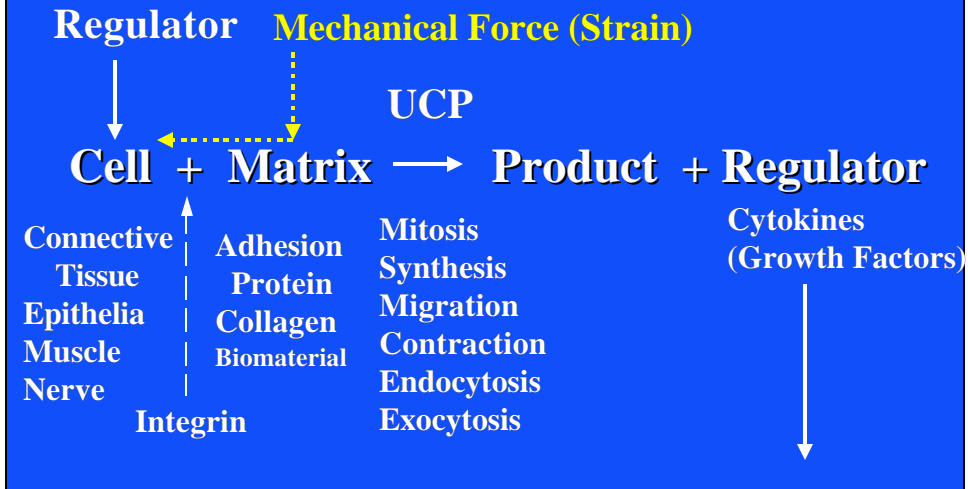 Regulator Mechanical Force (Strain)
UCP
Cell + Matrix Product + Regulator
Connective
Tissue
Epithelia
Muscle
Nerve
Integrin
Adhesion
Protein
Collagen
Biomaterial
Mitosis
Synthesis
Migration
Contraction
Endocytosis
Exocytosis
Cytokines
(Growth Factors)